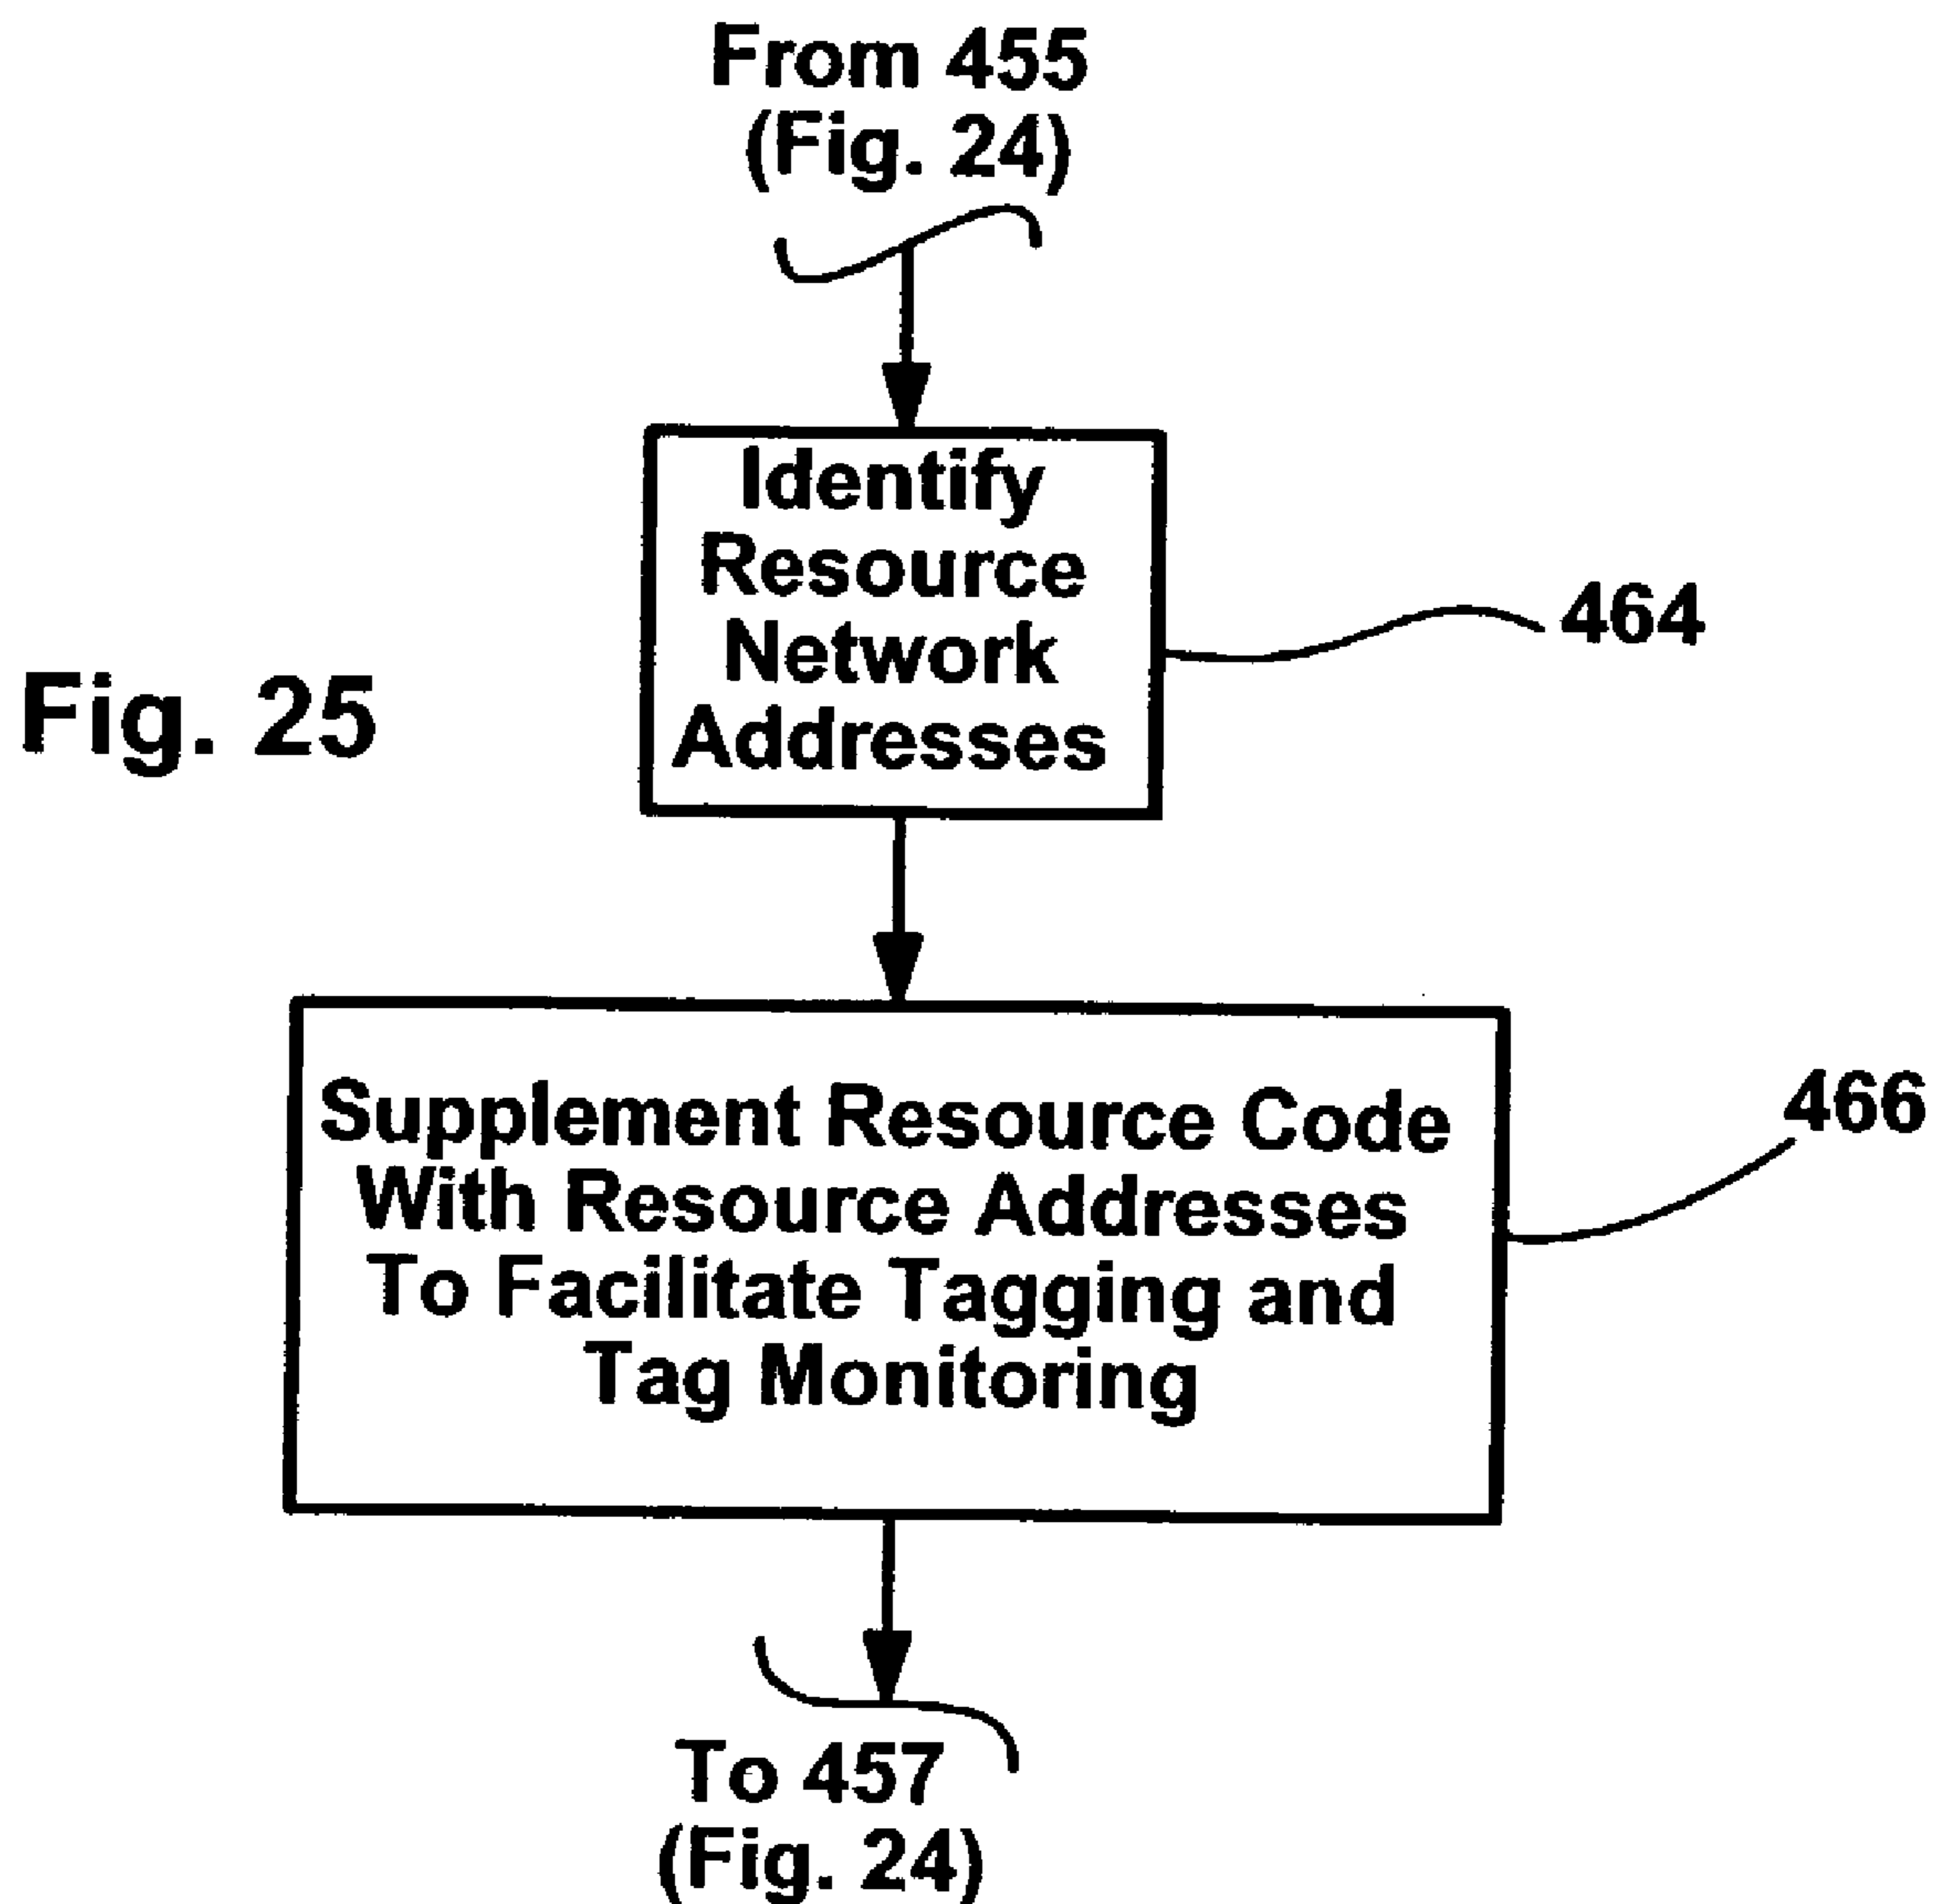 From 455
(Fig. 24)
Identify
Resource
Network
Addresses
464
Fig. 25
Supplement Resource Code
With Resource Addresses
To Facilitate Tagging and
Tag Monitoring
466
To 457
(Fig. 24)